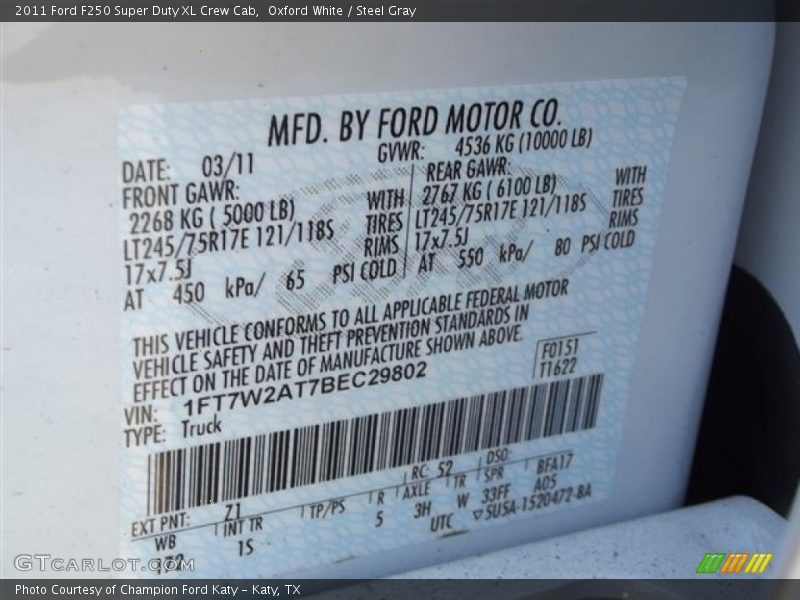 2011 Ford F250 Super Duty XL Crew Cab, Oxford White / Steel Gray
MFD. BY FORD MOTOR CO.
DATE: 03/11 GVWR: 4536 KG (10000 LB)
FRONT GAWR: REAR GAWR:
2268 KG ( 5000 LB) WITH 2767 KG ( 6100 LB) WITH
LT245/75R17E 121/118S TIRES LT245/75R17E 121/118S TIRES
17x7.5J RIMS 17x7.5J RIMS
AT 450 kPa/ 65 PSI COLD AT 550 kPa/ 80 PSI COLD
THIS VEHICLE CONFORMS TO ALL APPLICABLE FEDERAL MOTOR
VEHICLE SAFETY AND THEFT PREVENTION STANDARDS IN
EFFECT ON THE DATE OF MANUFACTURE SHOWN ABOVE.
VIN: 1FT7W2AT7BEC29802 F0151
TYPE: Truck T1622
EXT PNT: Z1 RC: 52 DSO:
WB INT TR TP/PS R AXLE TR SPR BFA17
1S 5 3H W 33FF A05
UTC ▽5U5A-1520472-BA
GTCarLot.com
Photo Courtesy of Champion Ford Katy – Katy, TX